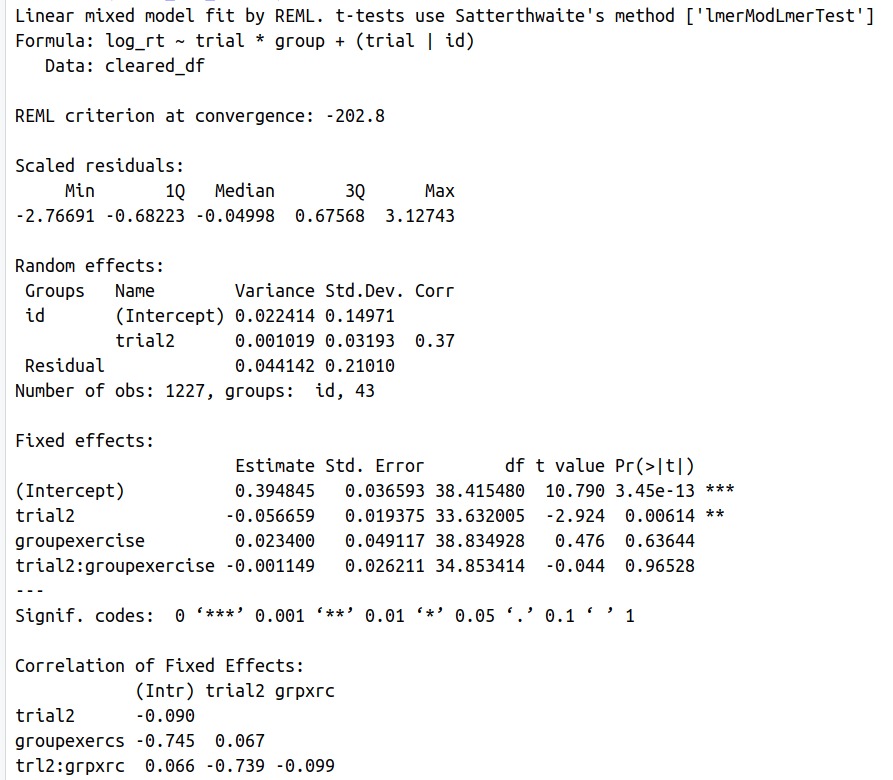 Linear mixed model fit by REML. t-tests use Satterthwaite's method ['lmerModLmerTest']
Formula: log_rt ~ trial * group + (trial | id)
   Data: cleared_df

REML criterion at convergence: -202.8

Scaled residuals:
     Min       1Q   Median       3Q      Max
-2.76691 -0.68223 -0.04998  0.67568  3.12743

Random effects:
 Groups   Name        Variance Std.Dev. Corr
 id       (Intercept) 0.022414 0.14971
          trial2      0.001019 0.03193  0.37
 Residual             0.044142 0.21010
Number of obs: 1227, groups:  id, 43

Fixed effects:
                      Estimate Std. Error        df t value Pr(>|t|)
(Intercept)           0.394845   0.036593 38.415480  10.790 3.45e-13 ***
trial2               -0.056659   0.019375 33.632005  -2.924  0.00614 **
groupexercise         0.023400   0.049117 38.834928   0.476  0.63644
trial2:groupexercise -0.001149   0.026211 34.853414  -0.044  0.96528
---
Signif. codes:  0 ‘***’ 0.001 ‘**’ 0.01 ‘*’ 0.05 ‘.’ 0.1 ‘ ’ 1

Correlation of Fixed Effects:
            (Intr) trial2 grpxrc
trial2      -0.090
groupexercs -0.745  0.067
trl2:grpxrc  0.066 -0.739 -0.099